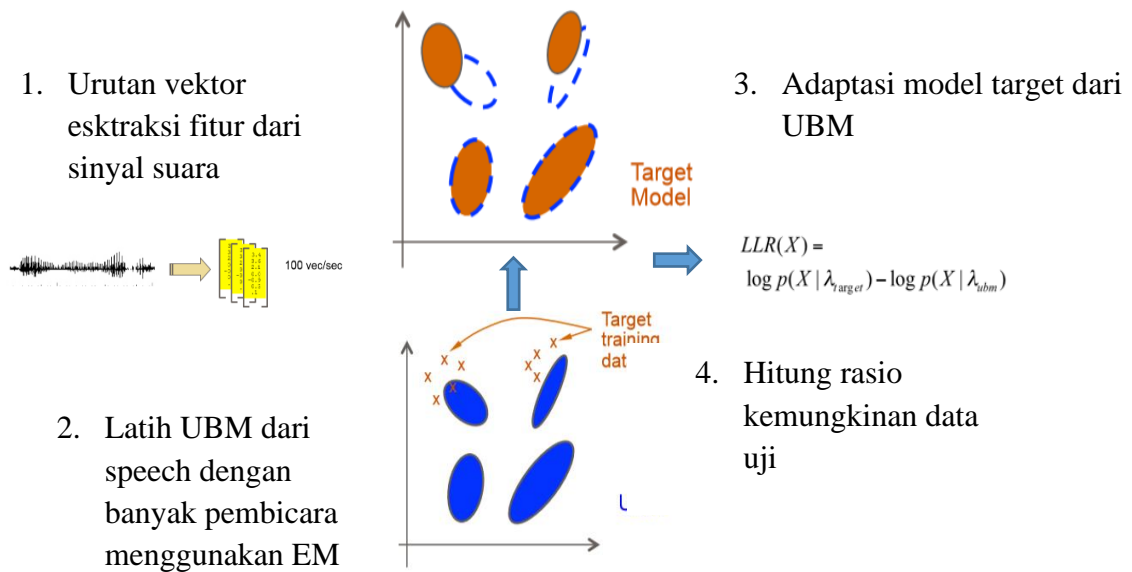 1. Urutan vektor
esktraksi fitur dari
sinyal suara
100 vec/sec
2. Latih UBM dari
speech dengan
banyak pembicara
menggunakan EM
Target
Model
Target
training
dat
x x x x x
x x x x
3. Adaptasi model target dari
UBM
LLR(X) =
log p(X | λtarget) – log p(X | λubm)
4. Hitung rasio
kemungkinan data
uji